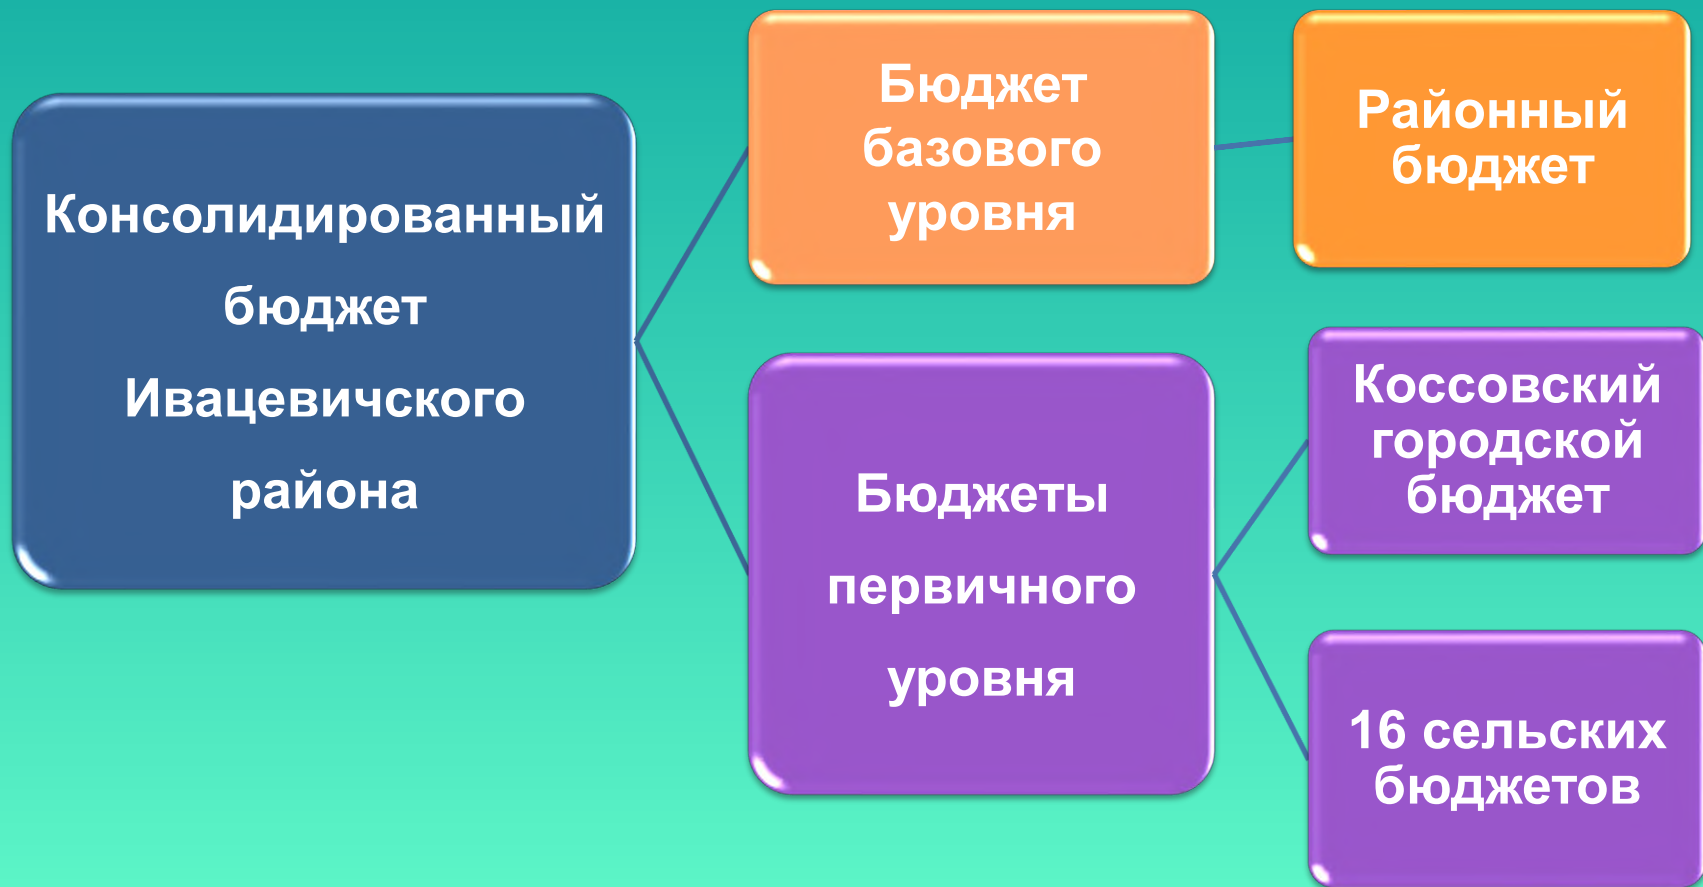 Консолидированный
бюджет
Ивацевичского
района
Бюджет
базового
уровня
Районный
бюджет
Бюджеты
первичного
уровня
Коссовский
городской
бюджет
16 сельских
бюджетов